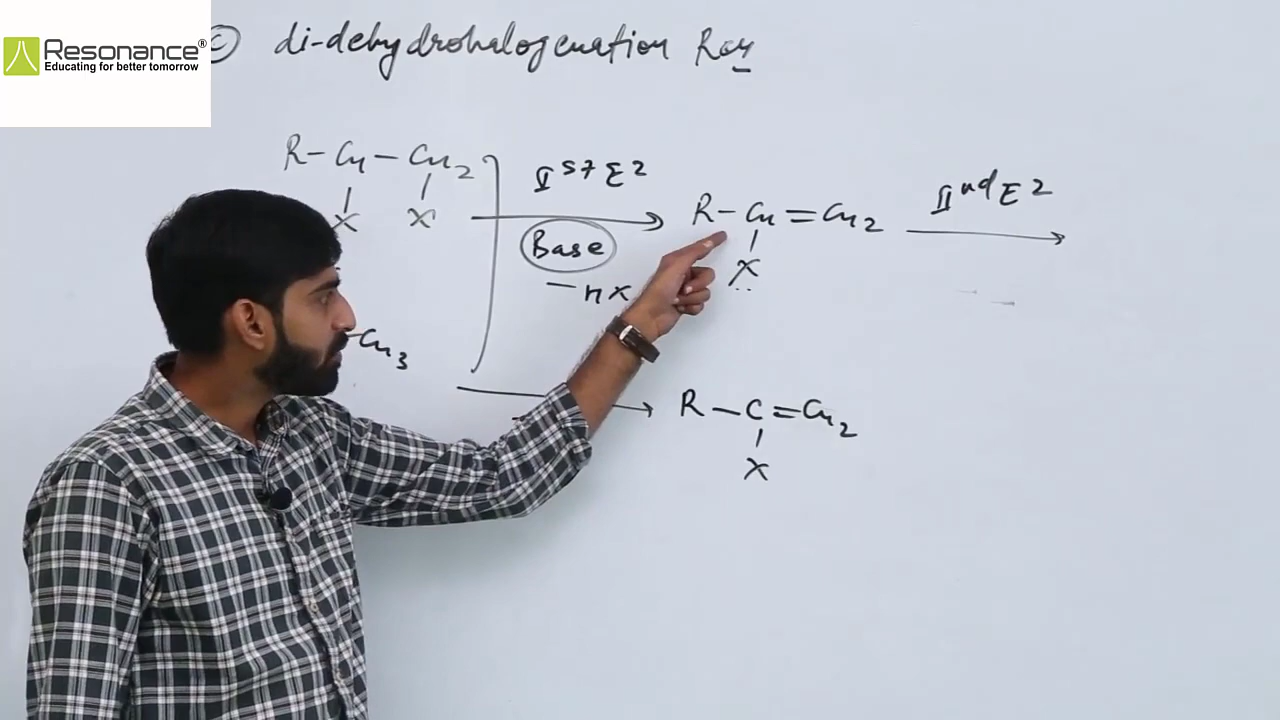 Resonance®
Educating for better tomorrow
© di-dehydrohalogenation Rxn
R-CH-CH2
X X
Ist E2
Base
-HX
R-CH=CH2
X
IInd E2
CH3
R-C=CH2
X